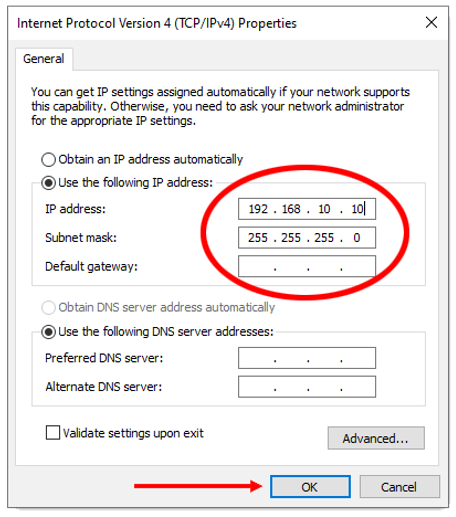 Internet Protocol Version 4 (TCP/IPv4) Properties
General
You can get IP settings assigned automatically if your network supports
this capability. Otherwise, you need to ask your network administrator
for the appropriate IP settings.
Obtain an IP address automatically
Use the following IP address:
IP address: 192 . 168 . 10 . 10
Subnet mask: 255 . 255 . 255 . 0
Default gateway: . . .
Obtain DNS server address automatically
Use the following DNS server addresses:
Preferred DNS server: . . .
Alternate DNS server: . . .
Validate settings upon exit
Advanced...
OK Cancel